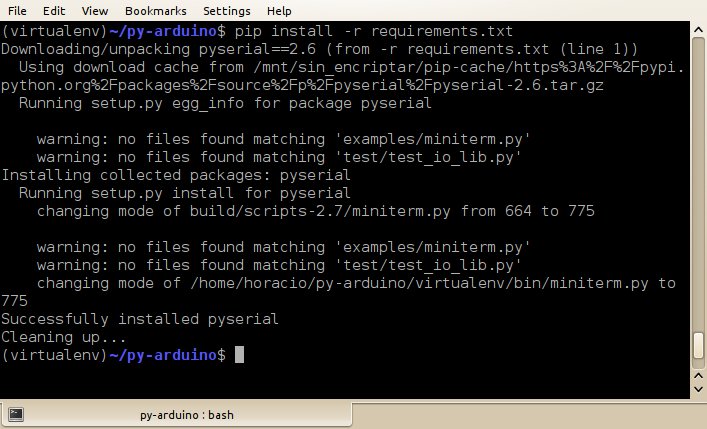 File Edit View Bookmarks Settings Help
(virtualenv)~/py-arduino$ pip install -r requirements.txt
Downloading/unpacking pyserial==2.6 (from -r requirements.txt (line 1))
  Using download cache from /mnt/sin_encriptar/pip-cache/https%3A%2F%2Fpypi.
python.org%2Fpackages%2Fsource%2Fp%2Fpyserial%2Fpyserial-2.6.tar.gz
  Running setup.py egg_info for package pyserial
    warning: no files found matching 'examples/miniterm.py'
    warning: no files found matching 'test/test_io_lib.py'
Installing collected packages: pyserial
  Running setup.py install for pyserial
    changing mode of build/scripts-2.7/miniterm.py from 664 to 775
    warning: no files found matching 'examples/miniterm.py'
    warning: no files found matching 'test/test_io_lib.py'
    changing mode of /home/horacio/py-arduino/virtualenv/bin/miniterm.py to
775
Successfully installed pyserial
Cleaning up...
(virtualenv)~/py-arduino$
py-arduino : bash